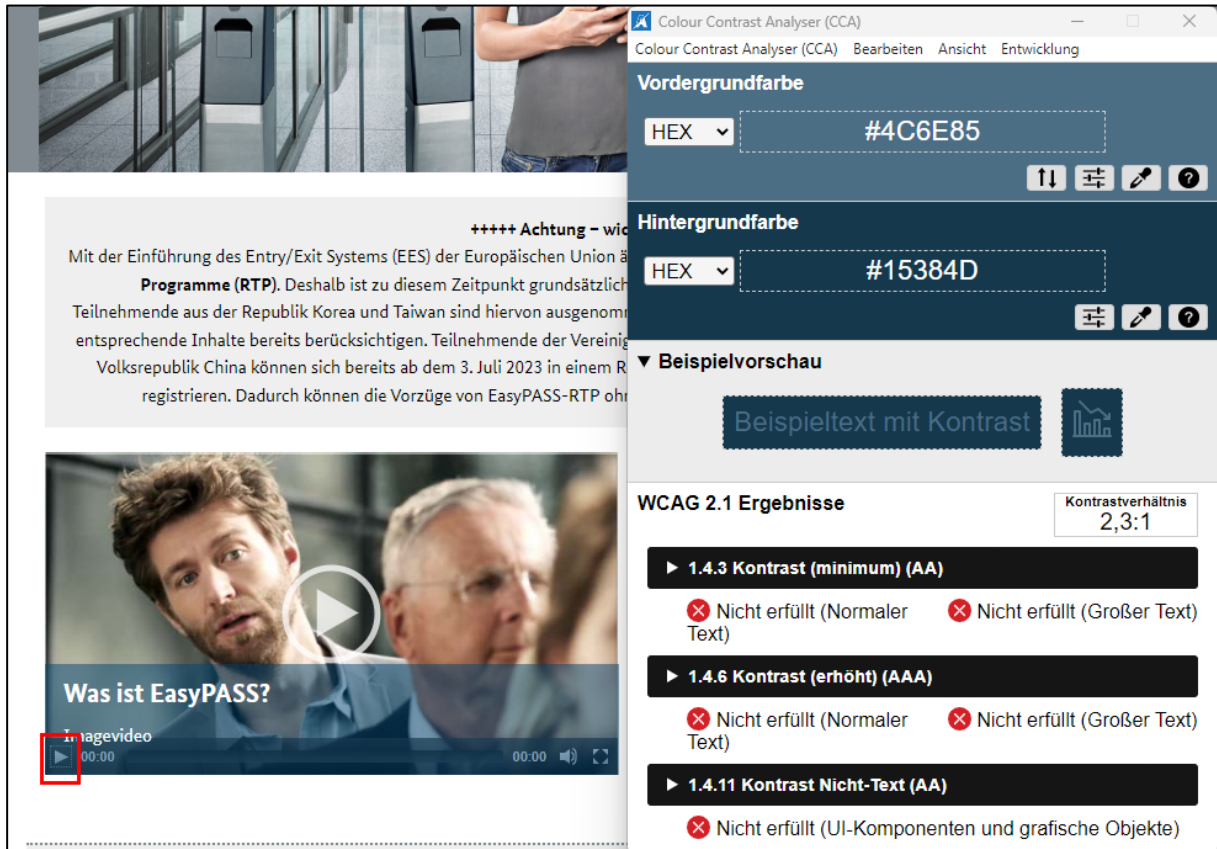 Colour Contrast Analyser (CCA)
Colour Contrast Analyser (CCA) Bearbeiten Ansicht Entwicklung
Vordergrundfarbe
HEX #4C6E85
Hintergrundfarbe
HEX #15384D
▼ Beispielvorschau
Beispieltext mit Kontrast
WCAG 2.1 Ergebnisse
Kontrastverhältnis
2,3:1
▶ 1.4.3 Kontrast (minimum) (AA)
Nicht erfüllt (Normaler
Text)
Nicht erfüllt (Großer Text)
▶ 1.4.6 Kontrast (erhöht) (AAA)
Nicht erfüllt (Normaler
Text)
Nicht erfüllt (Großer Text)
▶ 1.4.11 Kontrast Nicht-Text (AA)
Nicht erfüllt (UI-Komponenten und grafische Objekte)
+++++ Achtung – wic
Mit der Einführung des Entry/Exit Systems (EES) der Europäischen Union ä
Programme (RTP). Deshalb ist zu diesem Zeitpunkt grundsätzlich
Teilnehmende aus der Republik Korea und Taiwan sind hiervon ausgenomm
entsprechende Inhalte bereits berücksichtigen. Teilnehmende der Vereinig
Volksrepublik China können sich bereits ab dem 3. Juli 2023 in einem R
registrieren. Dadurch können die Vorzüge von EasyPASS-RTP ohn
Was ist EasyPASS?
Imagevideo
00:00 00:00